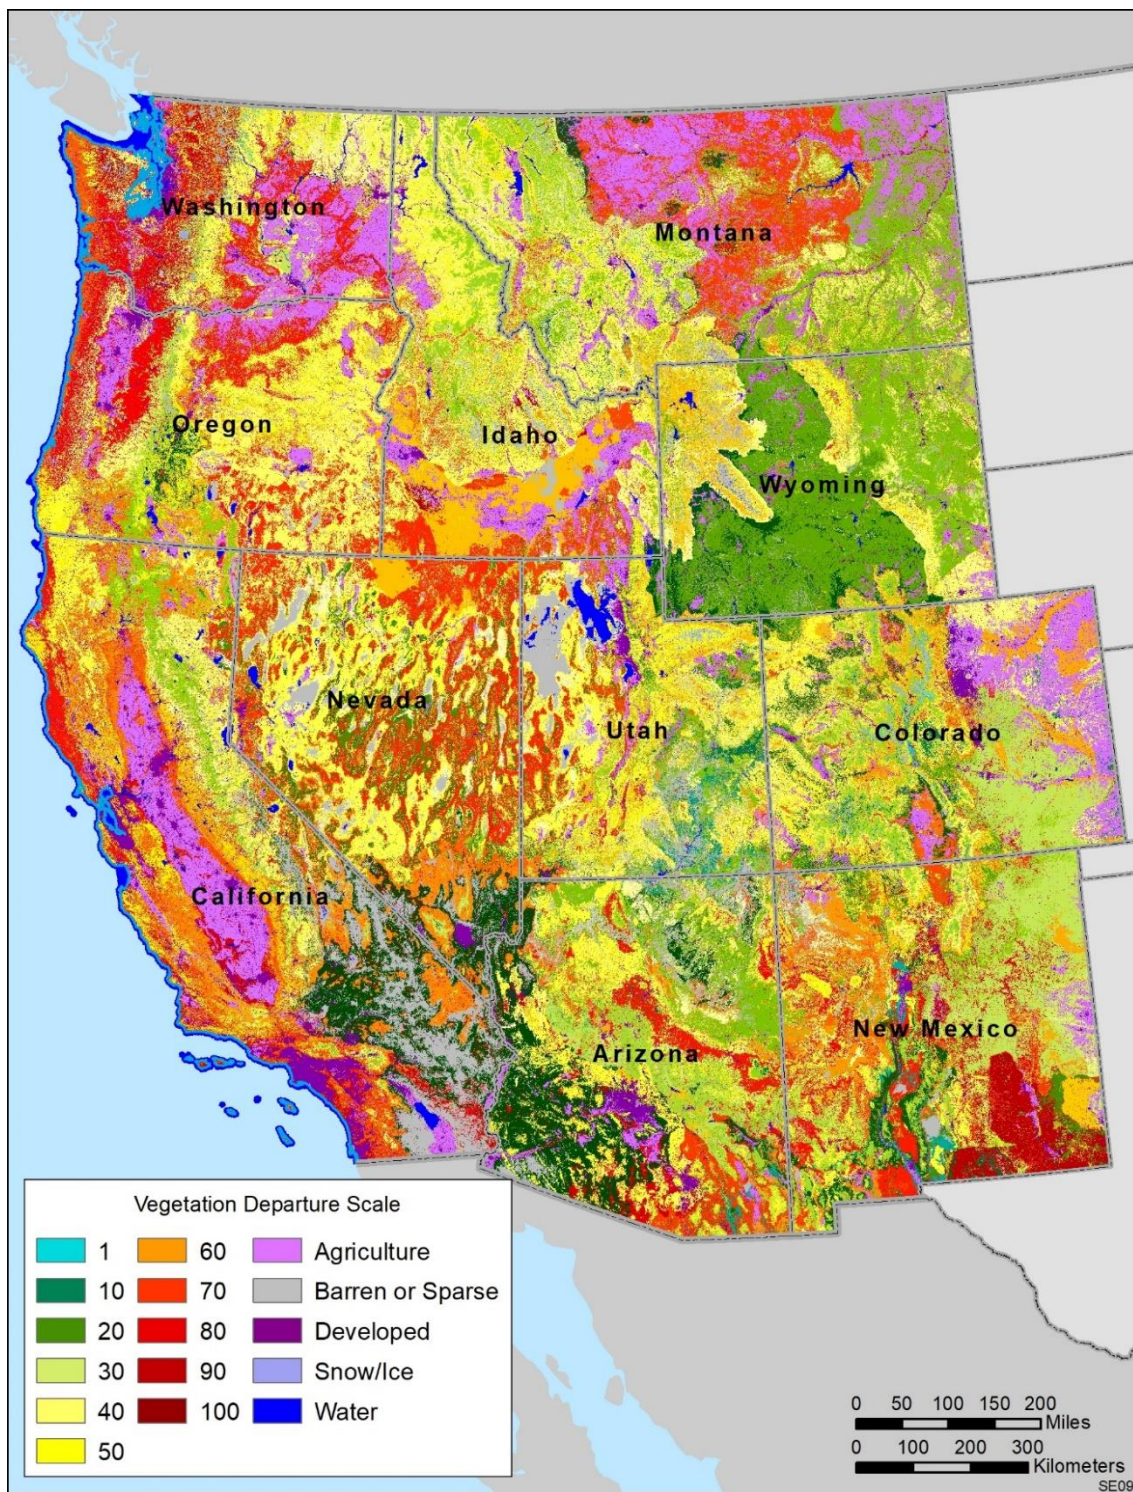 Washington
Montana
Oregon
Idaho
Wyoming
Nevada
Utah
Colorado
California
New Mexico
Arizona
Vegetation Departure Scale
1 60 Agriculture
10 70 Barren or Sparse
20 80 Developed
30 90 Snow/Ice
40 100 Water
50
0 50 100 150 200
Miles
0 100 200 300
Kilometers
SE09